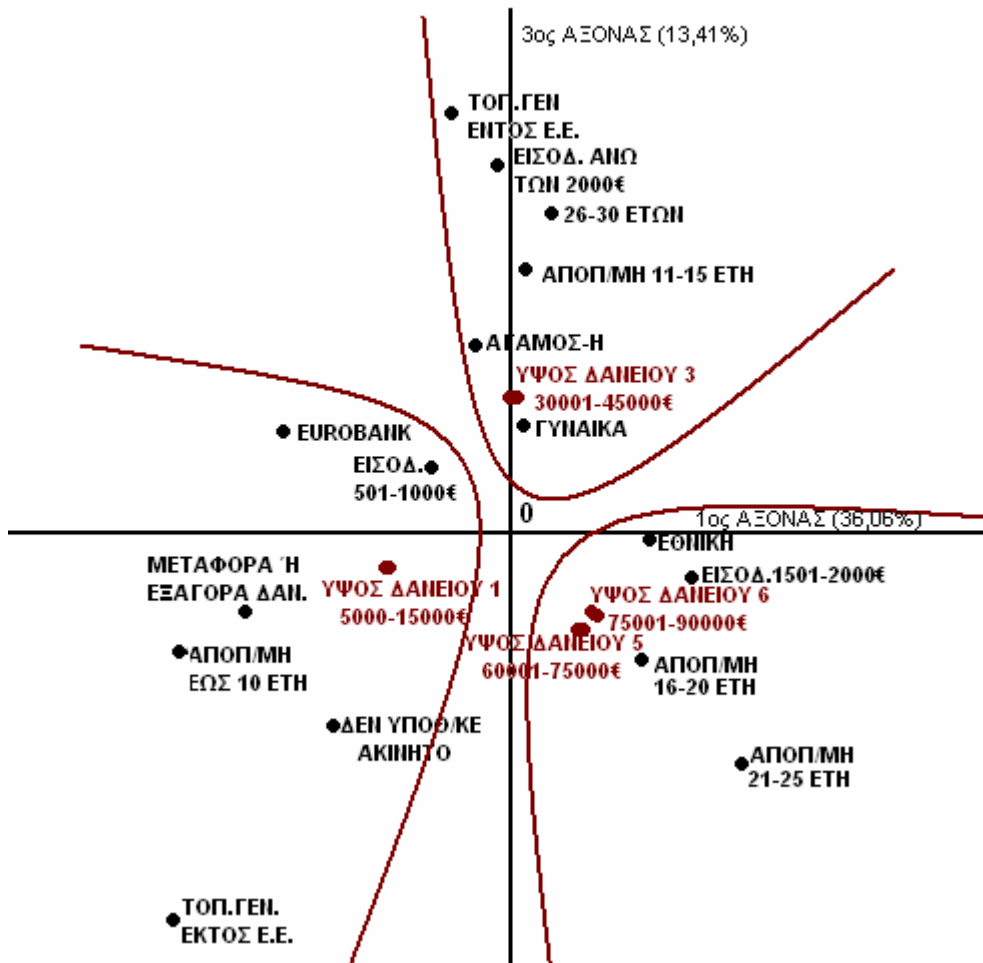 3ος ΑΞΟΝΑΣ (13,41%)
ΤΟΠ.ΓΕΝ
ΕΝΤΟΣ Ε.Ε.
ΕΙΣΟΔ. ΑΝΩ
ΤΩΝ 2000€
26-30 ΕΤΩΝ
ΑΠΟΠ/ΜΗ 11-15 ΕΤΗ
ΑΓΑΜΟΣ-Η
ΥΨΟΣ ΔΑΝΕΙΟΥ 3
30001-45000€
ΓΥΝΑΙΚΑ
EUROBANK
ΕΙΣΟΔ.
501-1000€
0
1ος ΑΞΟΝΑΣ (36,06%)
ΕΘΝΙΚΗ
ΕΙΣΟΔ.1501-2000€
ΜΕΤΑΦΟΡΑ Ή
ΕΞΑΓΟΡΑ ΔΑΝ.
ΥΨΟΣ ΔΑΝΕΙΟΥ 1
5000-15000€
ΥΨΟΣ ΔΑΝΕΙΟΥ 6
75001-90000€
ΥΨΟΣ ΔΑΝΕΙΟΥ 5
60001-75000€
ΑΠΟΠ/ΜΗ
ΕΩΣ 10 ΕΤΗ
ΑΠΟΠ/ΜΗ
16-20 ΕΤΗ
ΔΕΝ ΥΠΟΘ/ΚΕ
ΑΚΙΝΗΤΟ
ΑΠΟΠ/ΜΗ
21-25 ΕΤΗ
ΤΟΠ.ΓΕΝ.
ΕΚΤΟΣ Ε.Ε.